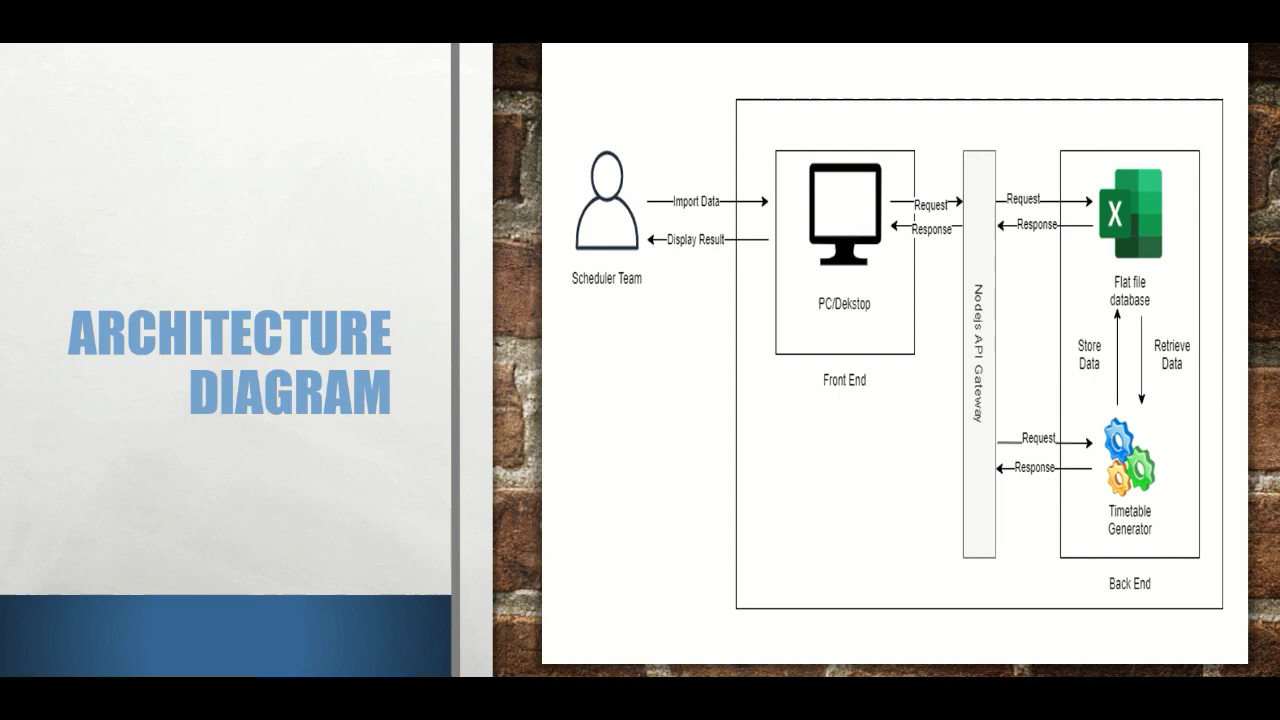 ARCHITECTURE
DIAGRAM
Import Data
Display Result
Scheduler Team
PC/Dekstop
Front End
Request
Response
Nodejs API Gateway
Request
Response
X
Flat file
database
Store
Data
Retrieve
Data
Request
Response
Timetable
Generator
Back End